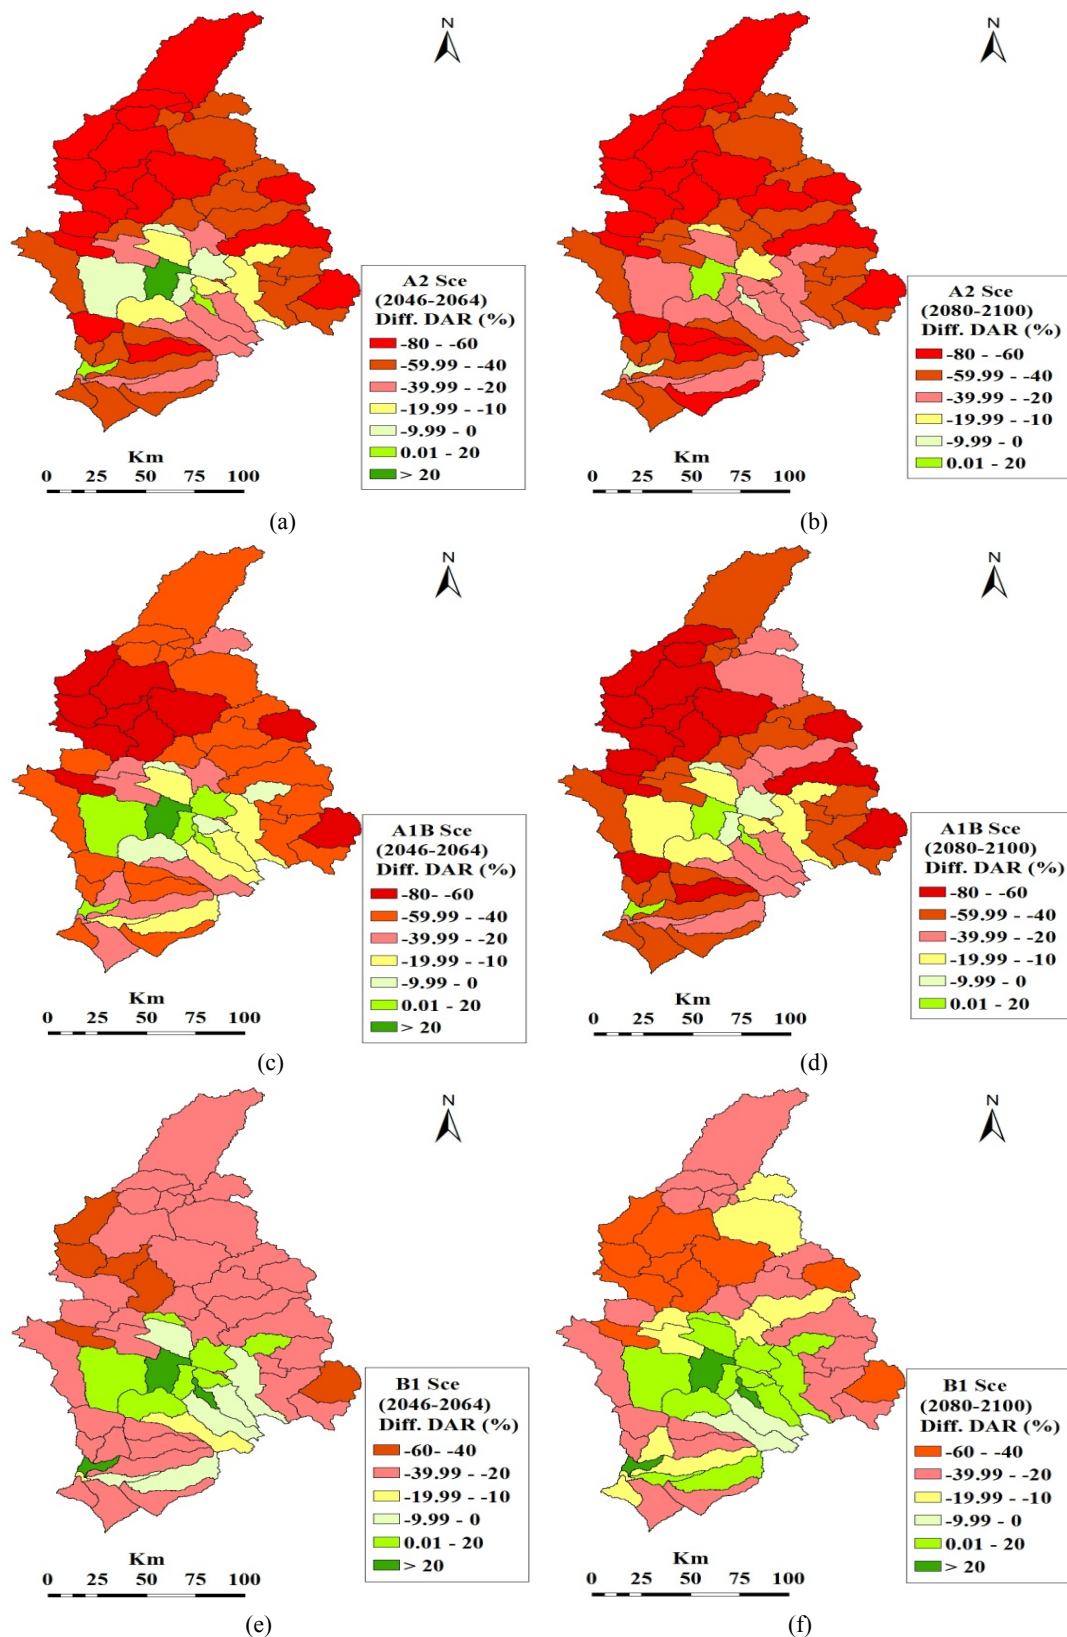 N
A2 Sce
(2046-2064)
Diff. DAR (%)
-80 - -60
-59.99 - -40
-39.99 - -20
-19.99 - -10
-9.99 - 0
0.01 - 20
> 20
Km
0 25 50 75 100
(a)
N
A2 Sce
(2080-2100)
Diff. DAR (%)
-80 - -60
-59.99 - -40
-39.99 - -20
-19.99 - -10
-9.99 - 0
0.01 - 20
Km
0 25 50 75 100
(b)
N
A1B Sce
(2046-2064)
Diff. DAR (%)
-80- -60
-59.99 - -40
-39.99 - -20
-19.99 - -10
-9.99 - 0
0.01 - 20
> 20
Km
0 25 50 75 100
(c)
N
A1B Sce
(2080-2100)
Diff. DAR (%)
-80 - -60
-59.99 - -40
-39.99 - -20
-19.99 - -10
-9.99 - 0
0.01 - 20
Km
0 25 50 75 100
(d)
N
B1 Sce
(2046-2064)
Diff. DAR (%)
-60- -40
-39.99 - -20
-19.99 - -10
-9.99 - 0
0.01 - 20
> 20
Km
0 25 50 75 100
(e)
N
B1 Sce
(2080-2100)
Diff. DAR (%)
-60 - -40
-39.99 - -20
-19.99 - -10
-9.99 - 0
0.01 - 20
> 20
Km
0 25 50 75 100
(f)